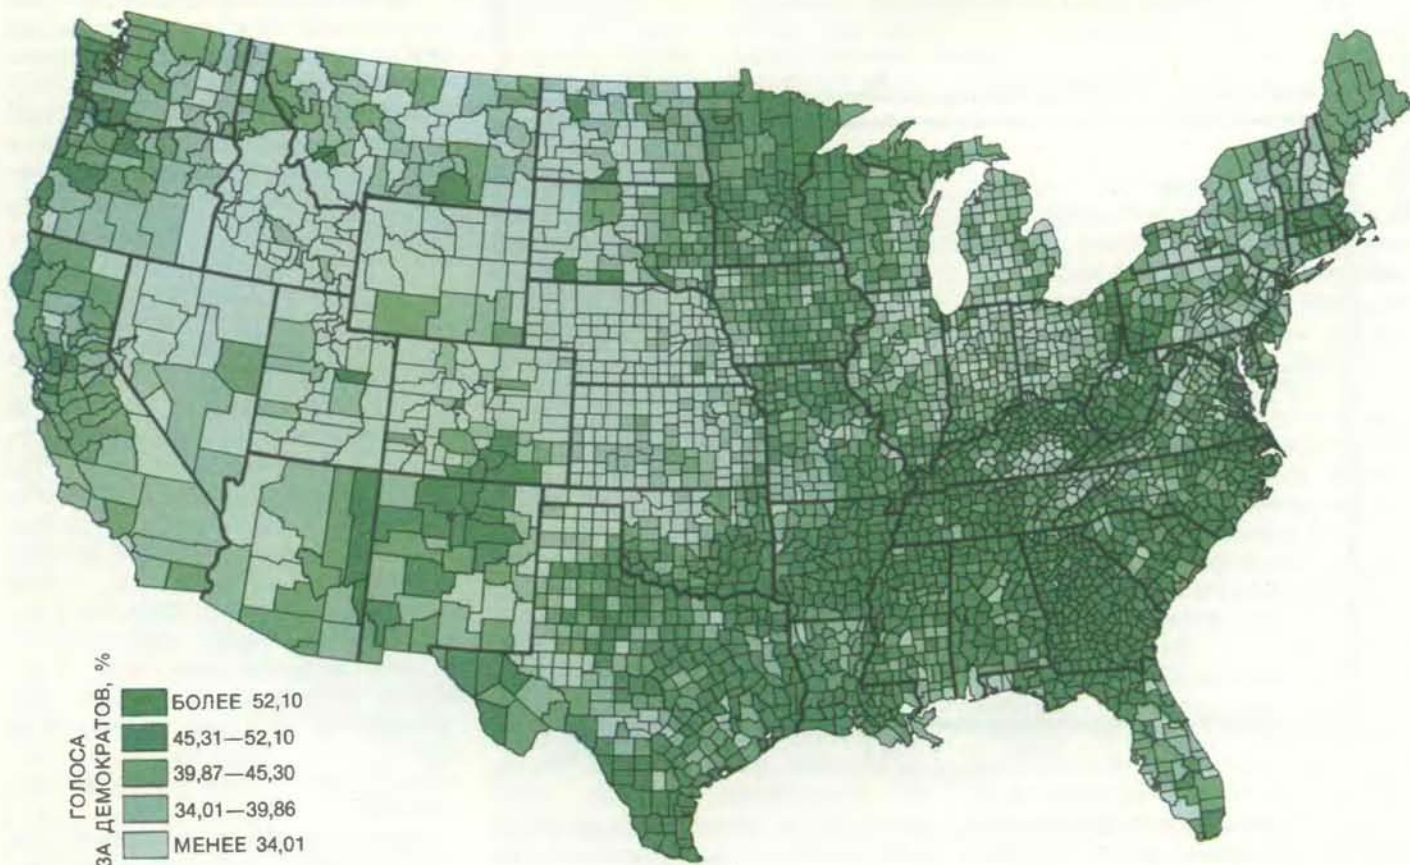 ГОЛОСА
ЗА ДЕМОКРАТОВ, %
БОЛЕЕ 52,10
45,31—52,10
39,87—45,30
34,01—39,86
МЕНЕЕ 34,01